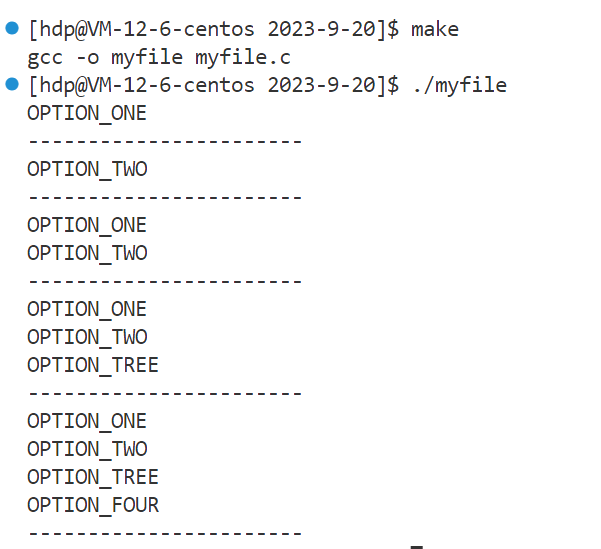 [hdp@VM-12-6-centos 2023-9-20]$ make
gcc -o myfile myfile.c
[hdp@VM-12-6-centos 2023-9-20]$ ./myfile
OPTION_ONE
-----------------------
OPTION_TWO
-----------------------
OPTION_ONE
OPTION_TWO
-----------------------
OPTION_ONE
OPTION_TWO
OPTION_TREE
-----------------------
OPTION_ONE
OPTION_TWO
OPTION_TREE
OPTION_FOUR
-----------------------